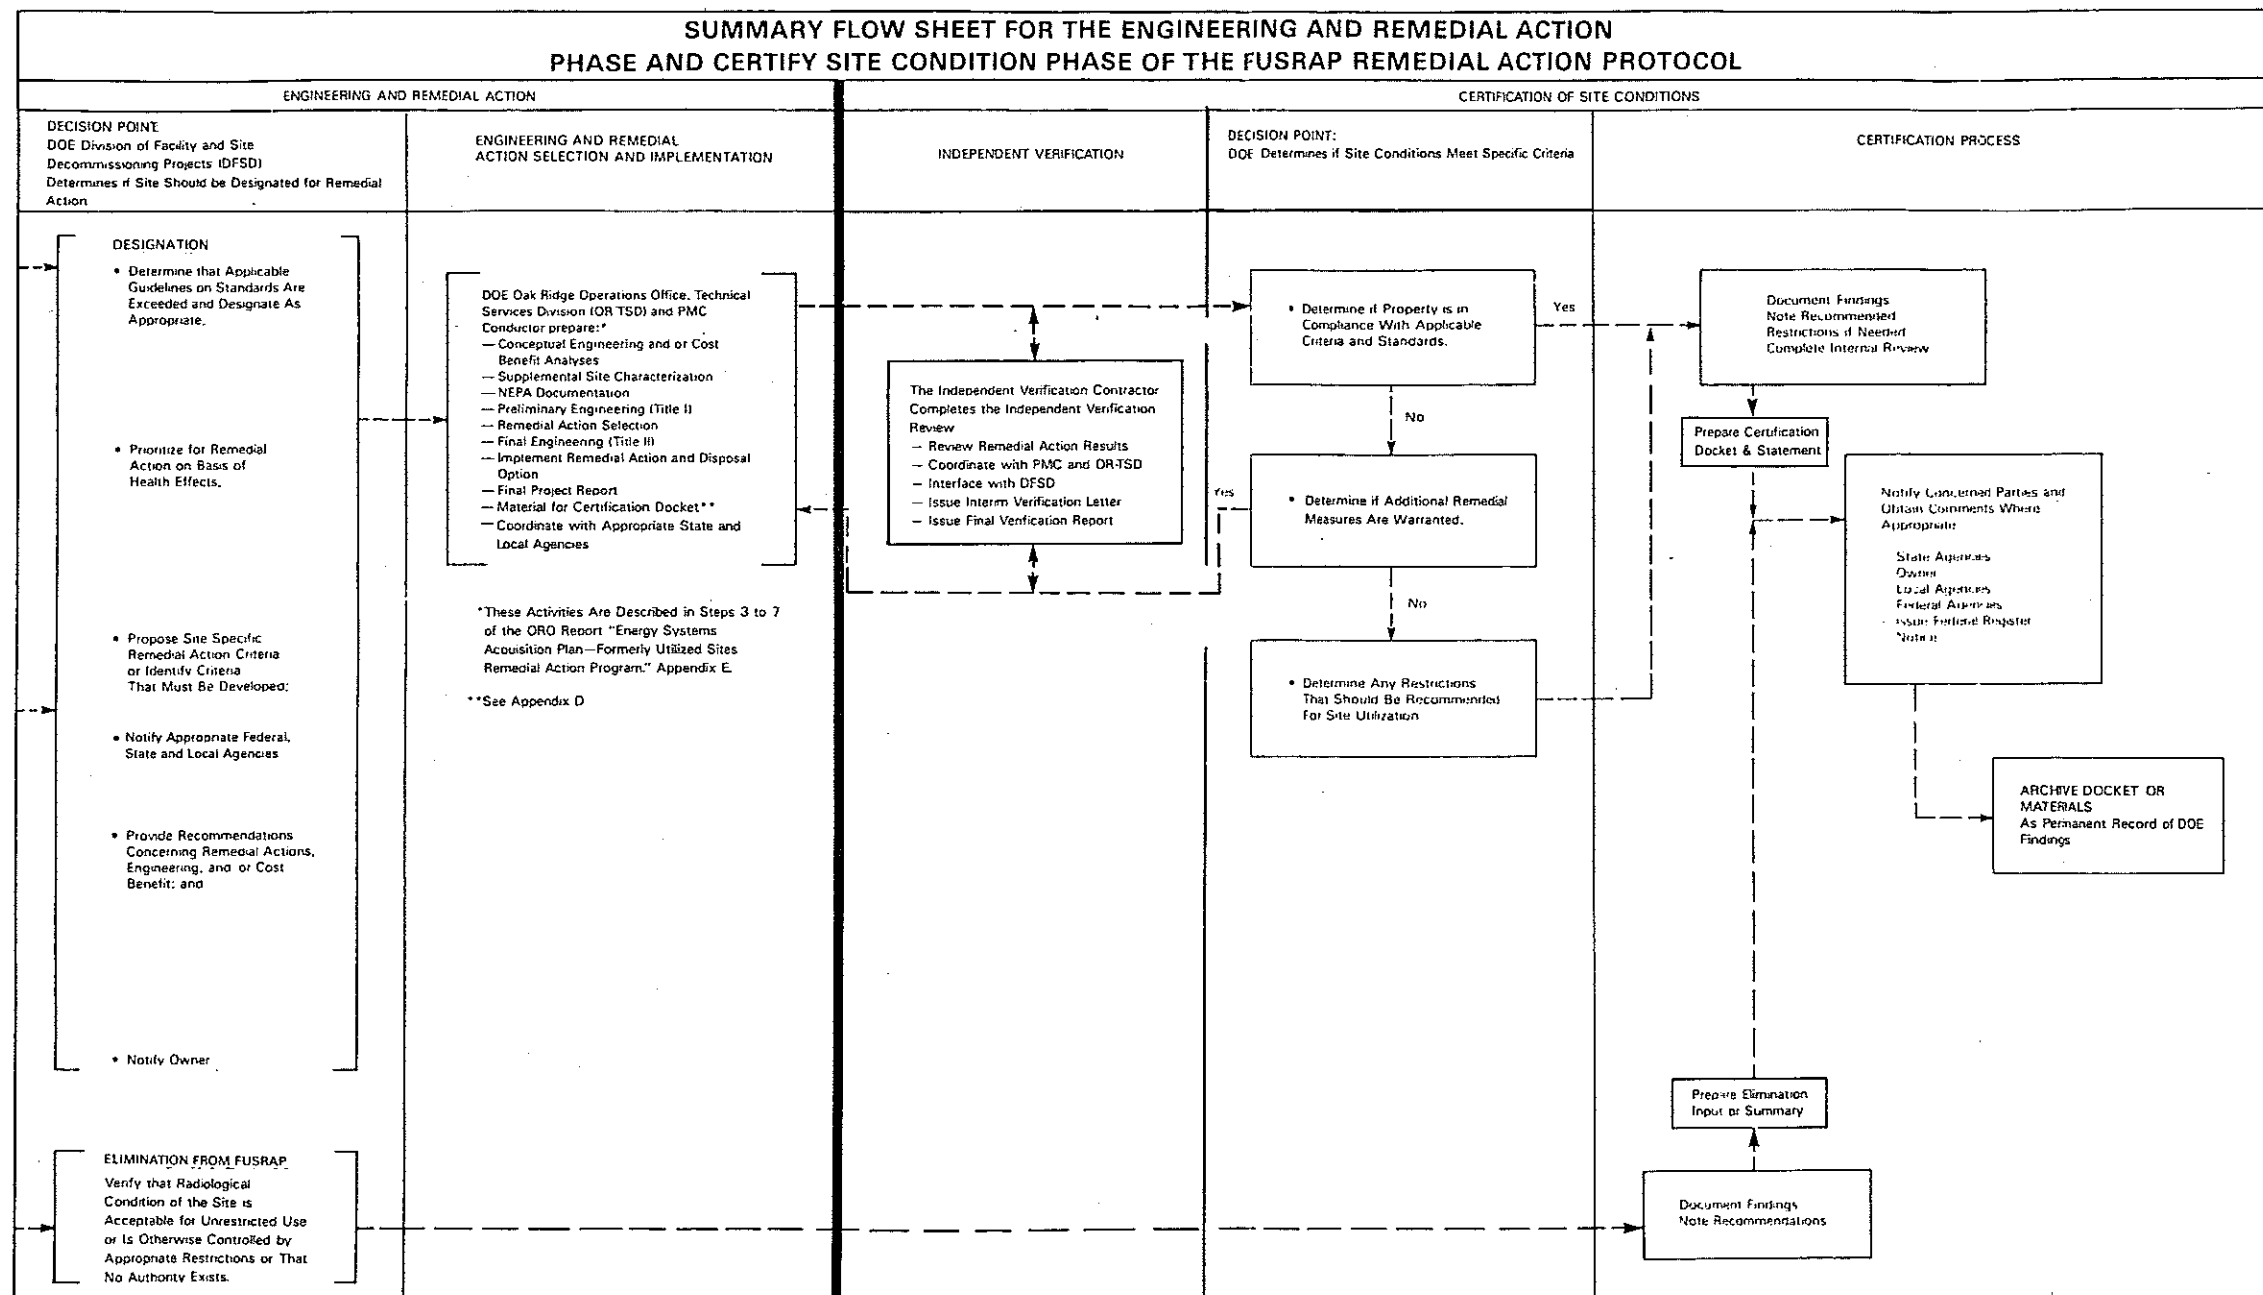 SUMMARY FLOW SHEET FOR THE ENGINEERING AND REMEDIAL ACTION
PHASE AND CERTIFY SITE CONDITION PHASE OF THE FUSRAP REMEDIAL ACTION PROTOCOL
ENGINEERING AND REMEDIAL ACTION
CERTIFICATION OF SITE CONDITIONS
DECISION POINT:
DOE Division of Facility and Site
Decommissioning Projects (DFSD)
Determines if Site Should be Designated for Remedial
Action
ENGINEERING AND REMEDIAL
ACTION SELECTION AND IMPLEMENTATION
INDEPENDENT VERIFICATION
DECISION POINT:
DOE Determines if Site Conditions Meet Specific Criteria
CERTIFICATION PROCESS
DESIGNATION
• Determine that Applicable
Guidelines on Standards Are
Exceeded and Designate As
Appropriate.
• Prioritize for Remedial
Action on Basis of
Health Effects.
• Propose Site Specific
Remedial Action Criteria
or Identify Criteria
That Must Be Developed;
• Notify Appropriate Federal,
State and Local Agencies
• Provide Recommendations
Concerning Remedial Actions,
Engineering, and or Cost
Benefit; and
• Notify Owner
ELIMINATION FROM FUSRAP
Verify that Radiological
Condition of the Site is
Acceptable for Unrestricted Use
or Is Otherwise Controlled by
Appropriate Restrictions or That
No Authority Exists.
DOE Oak Ridge Operations Office, Technical
Services Division (OR TSD) and PMC
Conductor prepare:*
— Conceptual Engineering and or Cost
Benefit Analyses
— Supplemental Site Characterization
— NEPA Documentation
— Preliminary Engineering (Title I)
— Remedial Action Selection
— Final Engineering (Title II)
— Implement Remedial Action and Disposal
Option
— Final Project Report
— Material for Certification Docket**
— Coordinate with Appropriate State and
Local Agencies
*These Activities Are Described in Steps 3 to 7
of the ORO Report "Energy Systems
Acquisition Plan—Formerly Utilized Sites
Remedial Action Program." Appendix E.
**See Appendix D
The Independent Verification Contractor
Completes the Independent Verification
Review
— Review Remedial Action Results
— Coordinate with PMC and OR-TSD
— Interface with DFSD
— Issue Interim Verification Letter
— Issue Final Verification Report
• Determine if Property is in
Compliance With Applicable
Criteria and Standards.
Yes
No
• Determine if Additional Remedial
Measures Are Warranted.
Yes
No
• Determine Any Restrictions
That Should Be Recommended
For Site Utilization
Document Findings
Note Recommended
Restrictions if Needed
Complete Internal Review
Prepare Certification
Docket & Statement
Notify Concerned Parties and
Obtain Comments Where
Appropriate
State Agencies
Owner
Local Agencies
Federal Agencies
- Issue Federal Register
Notice
ARCHIVE DOCKET OR
MATERIALS
As Permanent Record of DOE
Findings
Prepare Elimination
Input or Summary
Document Findings
Note Recommendations